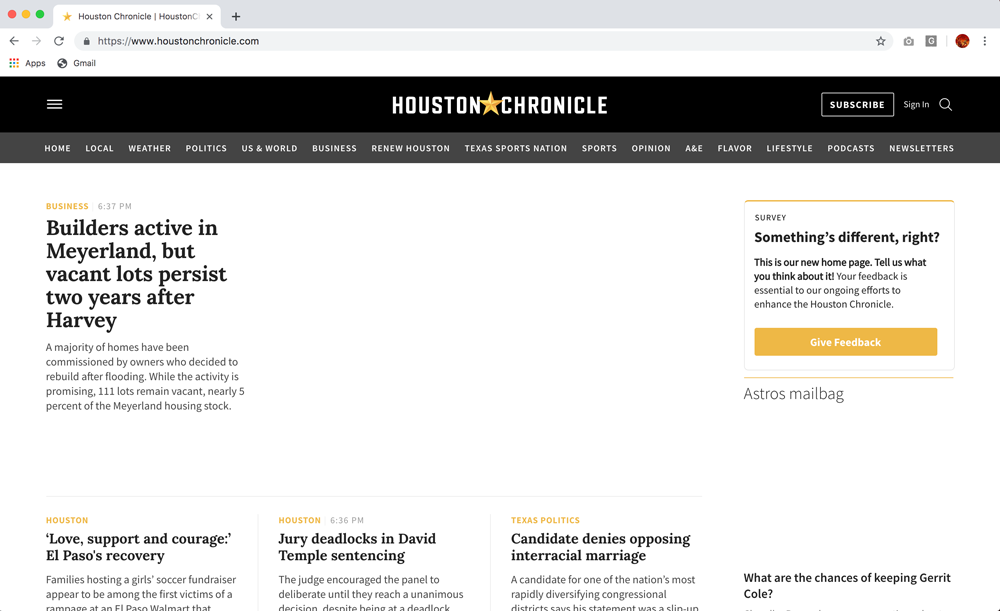 Houston Chronicle | HoustonC
https://www.houstonchronicle.com
G
Apps
Gmail
HOUSTON CHRONICLE
SUBSCRIBE
Sign In
HOME LOCAL WEATHER POLITICS US & WORLD BUSINESS RENEW HOUSTON TEXAS SPORTS NATION SPORTS OPINION A&E FLAVOR LIFESTYLE PODCASTS NEWSLETTERS
BUSINESS 6:37 PM
Builders active in
Meyerland, but
vacant lots persist
two years after
Harvey
A majority of homes have been
commissioned by owners who decided to
rebuild after flooding. While the activity is
promising, 111 lots remain vacant, nearly 5
percent of the Meyerland housing stock.
SURVEY
Something's different, right?
This is our new home page. Tell us what
you think about it! Your feedback is
essential to our ongoing efforts to
enhance the Houston Chronicle.
Give Feedback
Astros mailbag
HOUSTON
‘Love, support and courage:’
El Paso's recovery
Families hosting a girls’ soccer fundraiser
appear to be among the first victims of a
rampage at an El Paso Walmart that
HOUSTON 6:36 PM
Jury deadlocks in David
Temple sentencing
The judge encouraged the panel to
deliberate until they reach a unanimous
decision, despite being at a deadlock
TEXAS POLITICS
Candidate denies opposing
interracial marriage
A candidate for one of the nation’s most
rapidly diversifying congressional
districts says his statement was a slip-up
What are the chances of keeping Gerrit
Cole?